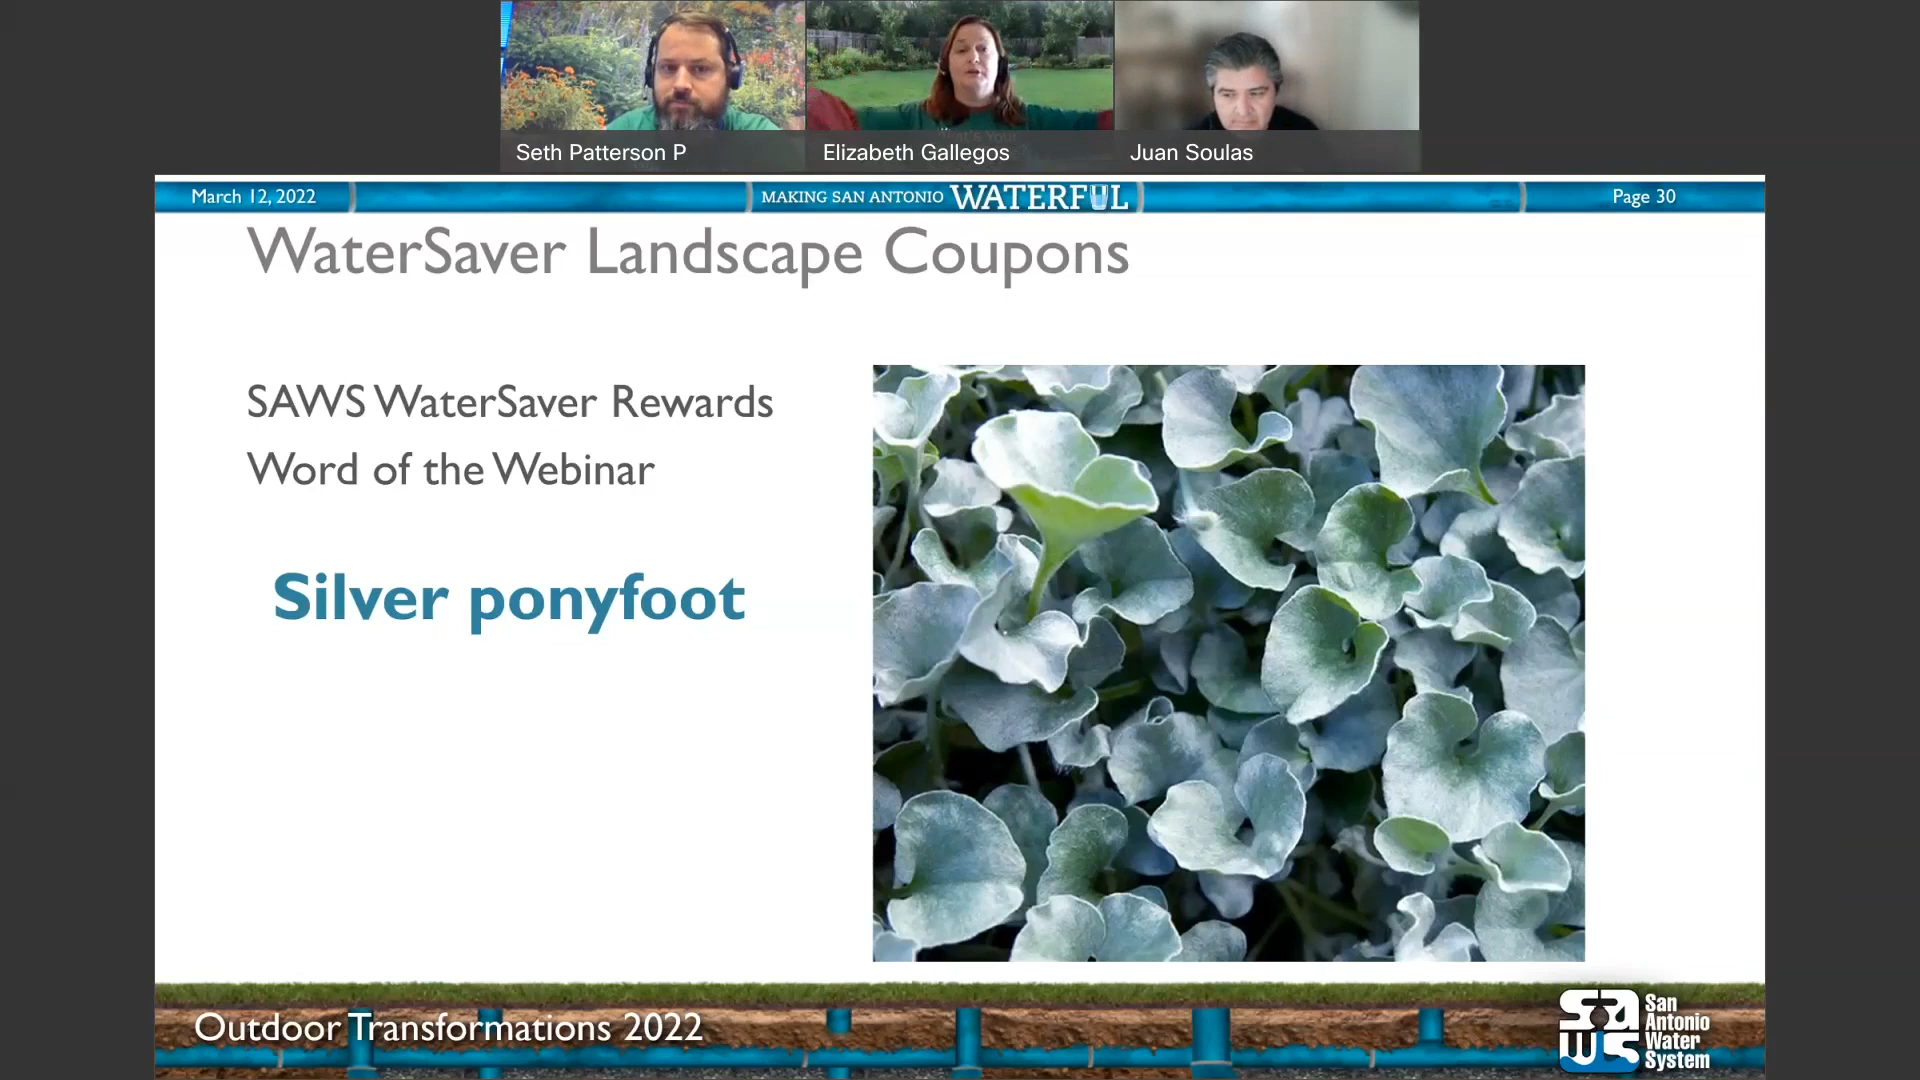 Seth Patterson P
Elizabeth Gallegos
Juan Soulas
March 12, 2022
MAKING SAN ANTONIO WATERFUL
Page 30
WaterSaver Landscape Coupons
SAWS WaterSaver Rewards
Word of the Webinar
Silver ponyfoot
Outdoor Transformations 2022
SAWS
San
Antonio
Water
System